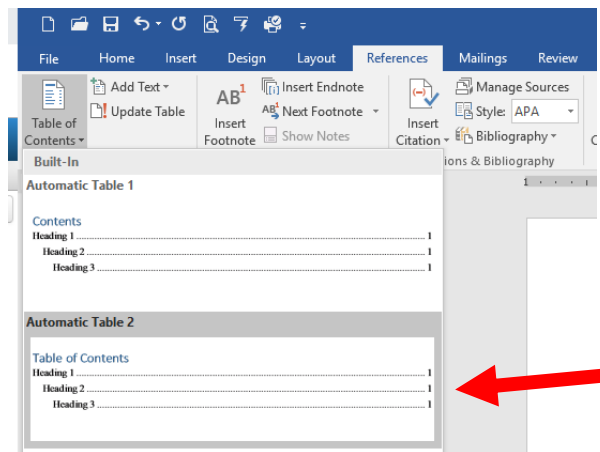 File Home Insert Design Layout References Mailings Review
Table of
Contents
Add Text
Update Table
AB1
Insert
Footnote
Insert Endnote
AB1 Next Footnote
Show Notes
Insert
Citation
Manage Sources
Style: APA
Bibliography
ions & Bibliography
Built-In
1
Automatic Table 1
Contents
Heading 1 1
Heading 2 1
Heading 3 1
Automatic Table 2
Table of Contents
Heading 1 1
Heading 2 1
Heading 3 1